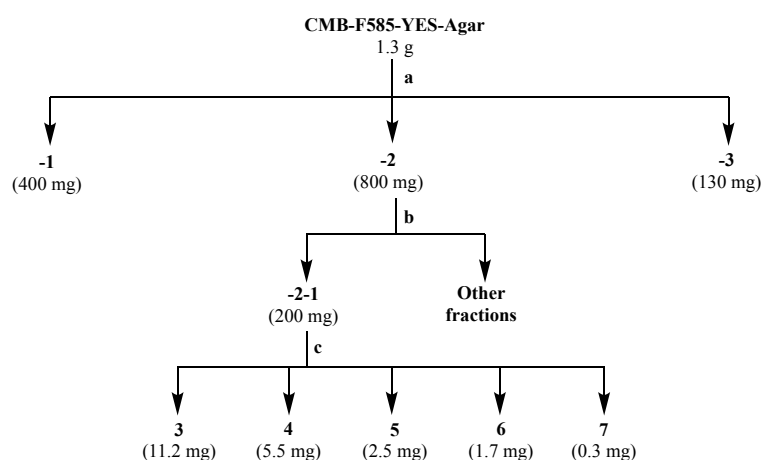 CMB-F585-YES-Agar
1.3 g
a
-1
(400 mg)
-2
(800 mg)
-3
(130 mg)
b
-2-1
(200 mg)
Other
fractions
c
3
(11.2 mg)
4
(5.5 mg)
5
(2.5 mg)
6
(1.7 mg)
7
(0.3 mg)